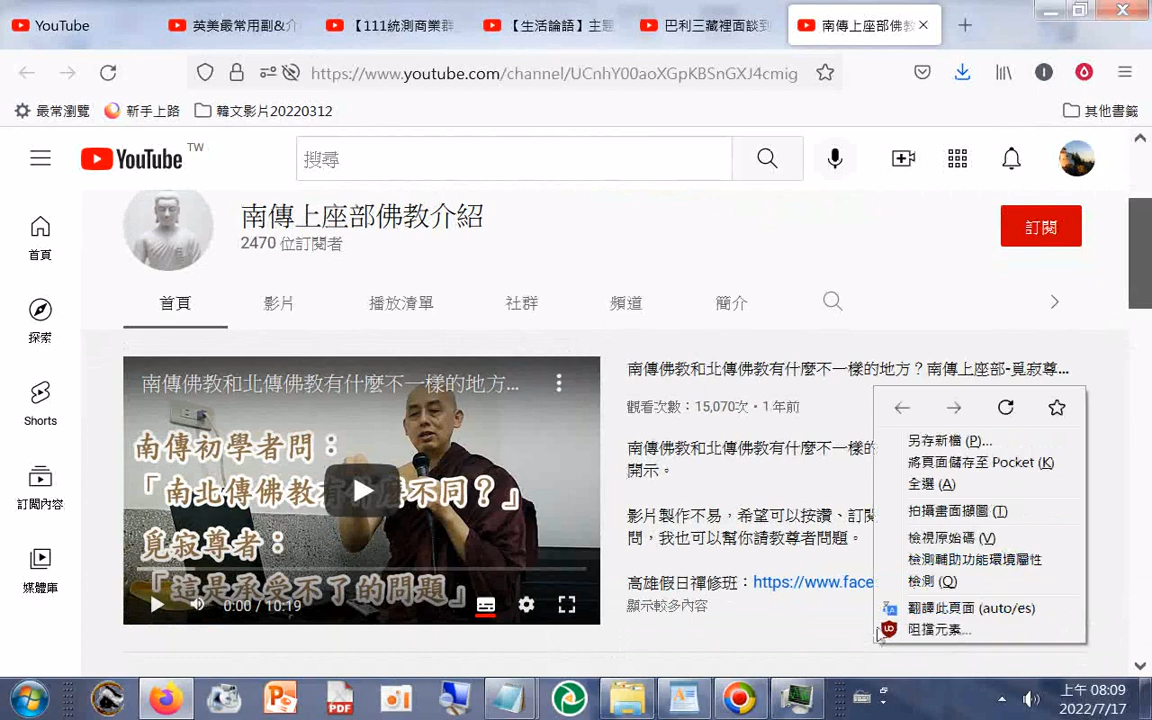 YouTube
英美最常用副&介
【111統測商業群
【生活論語】主題
巴利三藏裡面談到
南傳上座部佛教
https://www.youtube.com/channel/UCnhY00aoXGpKBSnGXJ4cmig
最常瀏覽
新手上路
韓文影片20220312
其他書籤
YouTube TW
搜尋
南傳上座部佛教介紹
2470 位訂閱者
訂閱
首頁
影片
播放清單
社群
頻道
簡介
首頁
探索
Shorts
訂閱內容
媒體庫
南傳佛教和北傳佛教有什麼不一樣的地方...
南傳初學者問：
「南北傳佛教有什麼不同？」
覓寂尊者：
「這是承受不了的問題」
0:00 / 10:19
南傳佛教和北傳佛教有什麼不一樣的地方？南傳上座部-覓寂尊...
觀看次數：15,070次・1 年前
南傳佛教和北傳佛教有什麼不一樣的
開示。
影片製作不易，希望可以按讚、訂閱
問，我也可以幫你請教尊者問題。
高雄假日禪修班：https://www.face
顯示較多內容
另存新檔 (P)...
將頁面儲存至 Pocket (K)
全選 (A)
拍攝畫面擷圖 (T)
檢視原始碼 (V)
檢測輔助功能環境屬性
檢測 (Q)
翻譯此頁面 (auto/es)
阻擋元素...
上午 08:09
2022/7/17